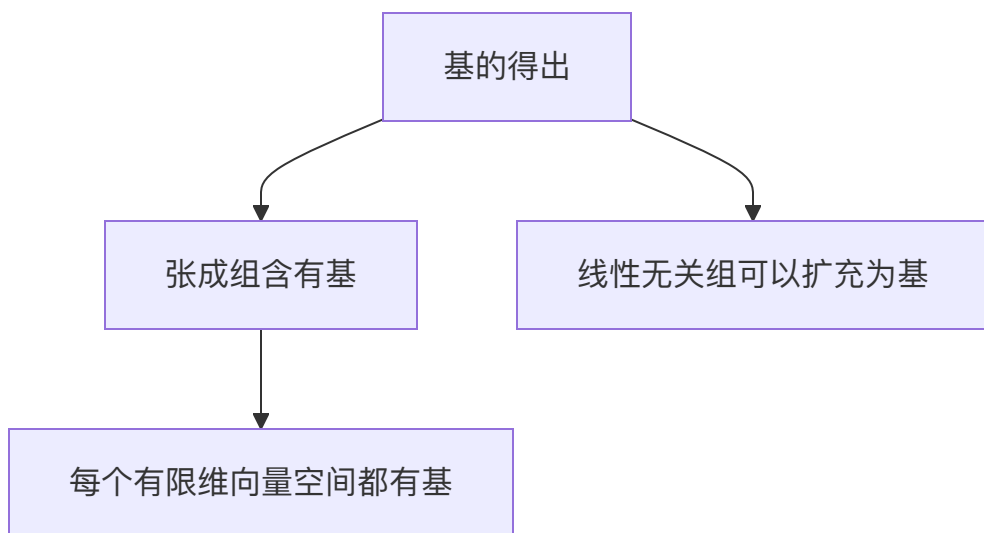 基的得出
张成组含有基
线性无关组可以扩充为基
每个有限维向量空间都有基